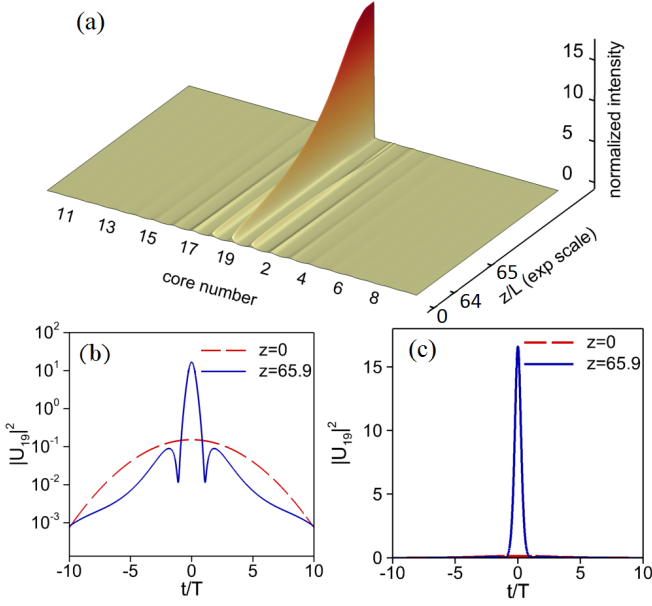 (a)
15
10
5
0
normalized intensity
11
13
15
17
19
2
4
6
8
core number
0
64
65
z/L (exp scale)
(b)
z=0
z=65.9
10²
10¹
10⁰
10⁻¹
10⁻²
10⁻³
|U₁₉|²
-10
-5
0
5
10
t/T
(c)
z=0
z=65.9
15
10
5
0
|U₁₉|²
-10
-5
0
5
10
t/T